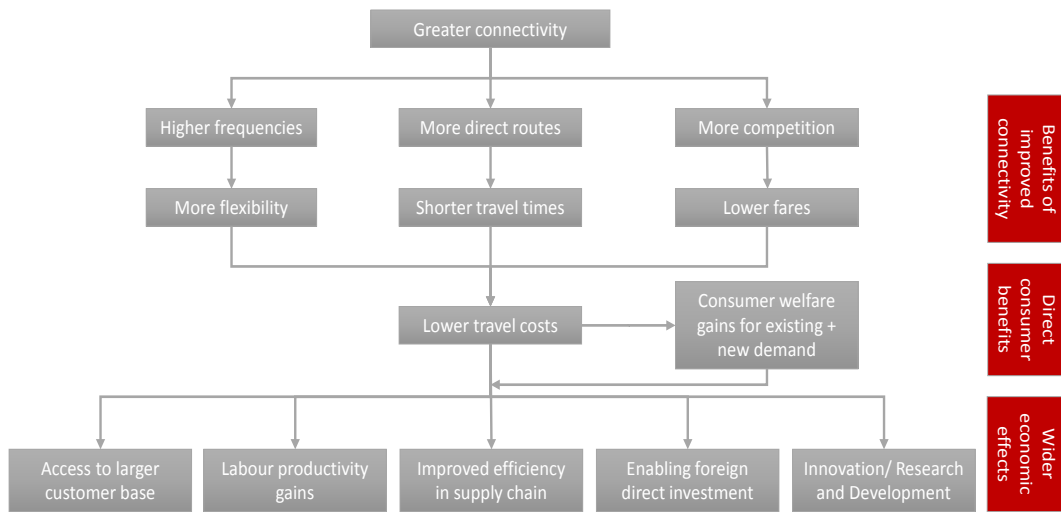 Greater connectivity
Higher frequencies
More direct routes
More competition
More flexibility
Shorter travel times
Lower fares
Benefits of
improved
connectivity
Lower travel costs
Consumer welfare
gains for existing +
new demand
Direct
consumer
benefits
Access to larger
customer base
Labour productivity
gains
Improved efficiency
in supply chain
Enabling foreign
direct investment
Innovation/ Research
and Development
Wider
economic
effects